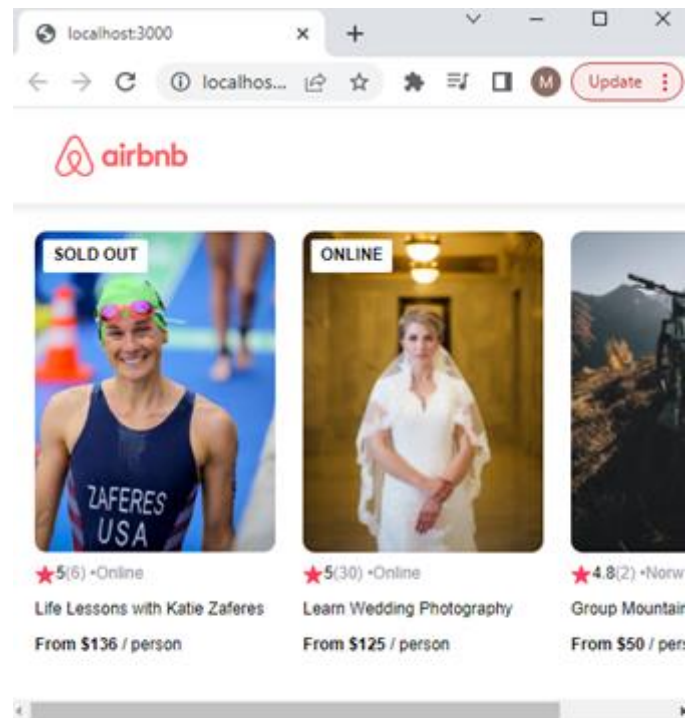 localhost:3000
localhos...
M
Update
airbnb
SOLD OUT
ONLINE
ZAFERES
USA
5(6) •Online
5(30) •Online
4.8(2) •Norw
Life Lessons with Katie Zaferes
Learn Wedding Photography
Group Mountain
From $136 / person
From $125 / person
From $50 / pers